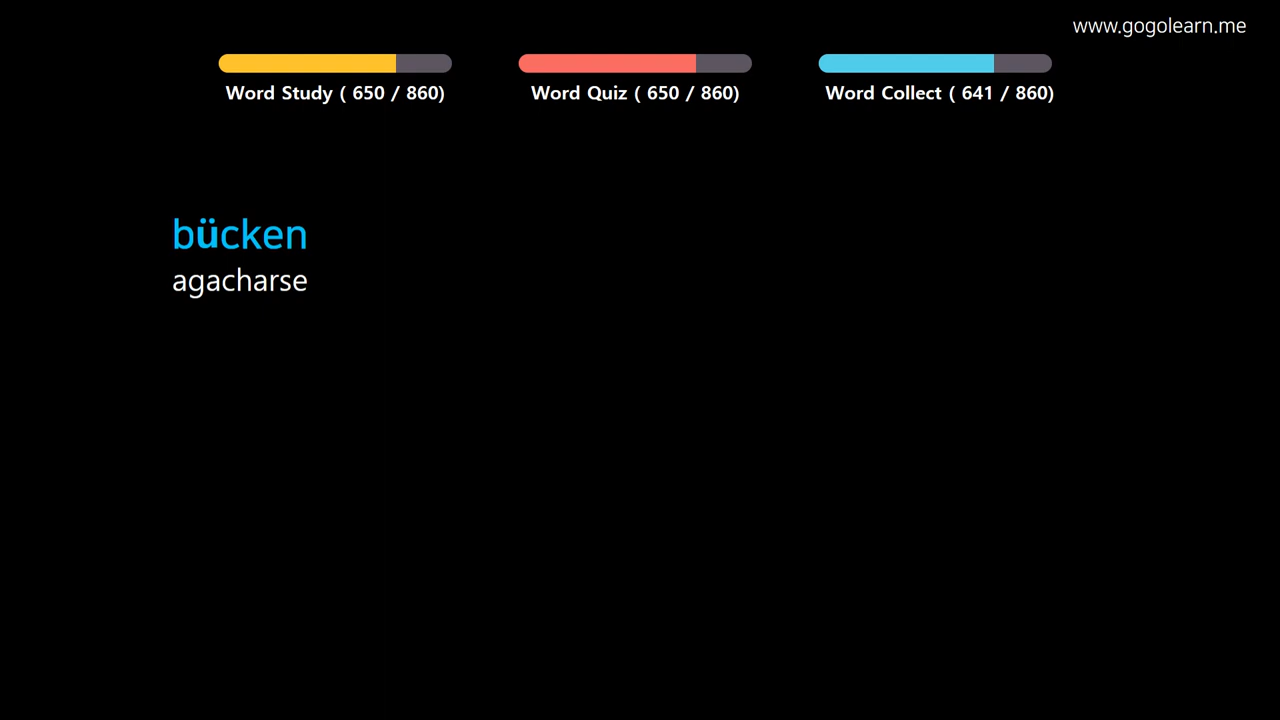 www.gogolearn.me
Word Study ( 650 / 860)
Word Quiz ( 650 / 860)
Word Collect ( 641 / 860)
bücken
agacharse